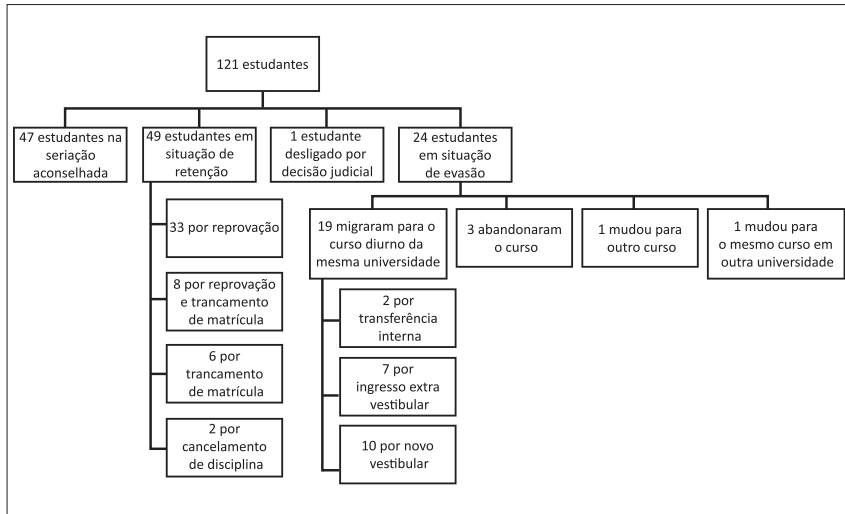 121 estudantes
47 estudantes na
seriação
aconselhada
49 estudantes em
situação de
retenção
1 estudante
desligado por
decisão judicial
24 estudantes
em situação
de evasão
33 por reprovação
8 por reprovação
e trancamento
de matrícula
6 por
trancamento
de matrícula
2 por
cancelamento
de disciplina
19 migraram para o
curso diurno da
mesma universidade
3 abandonaram
o curso
1 mudou para
outro curso
1 mudou para
o mesmo curso em
outra universidade
2 por
transferência
interna
7 por
ingresso extra
vestibular
10 por novo
vestibular